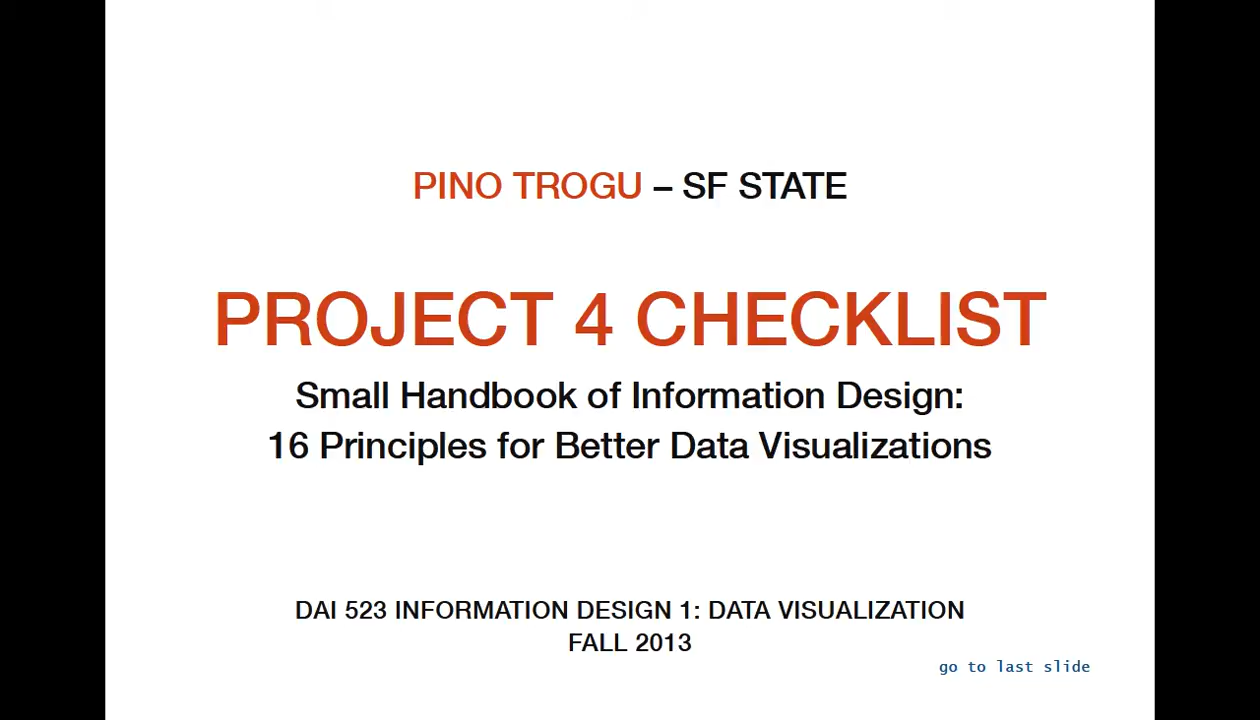 PINO TROGU – SF STATE
PROJECT 4 CHECKLIST
Small Handbook of Information Design:
16 Principles for Better Data Visualizations
DAI 523 INFORMATION DESIGN 1: DATA VISUALIZATION
FALL 2013
go to last slide